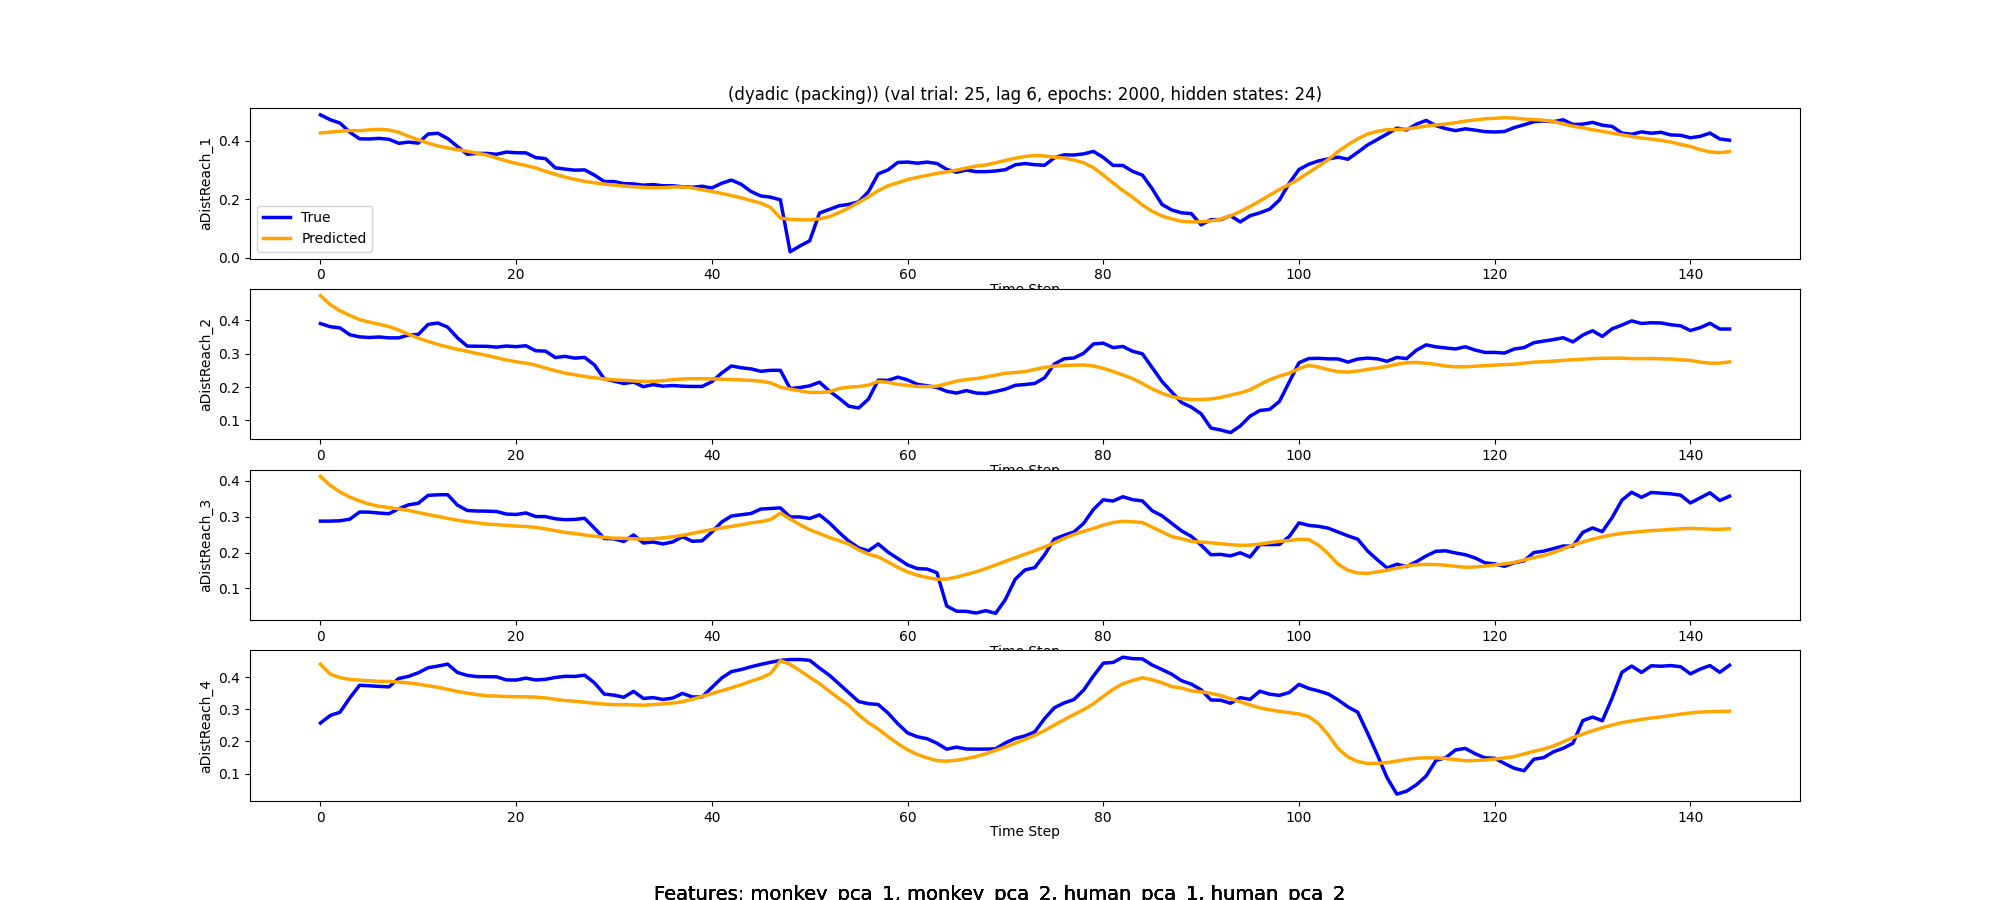 (dyadic (packing)) (val trial: 25, lag 6, epochs: 2000, hidden states: 24)
aDistReach_1
0.4
0.2
0.0
True
Predicted
0 20 40 60 80 100 120 140
Time Step
aDistReach_2
0.4
0.3
0.2
0.1
0 20 40 60 80 100 120 140
Time Step
aDistReach_3
0.4
0.3
0.2
0.1
0 20 40 60 80 100 120 140
Time Step
aDistReach_4
0.4
0.3
0.2
0.1
0 20 40 60 80 100 120 140
Time Step
Features: monkey_pca_1, monkey_pca_2, human_pca_1, human_pca_2